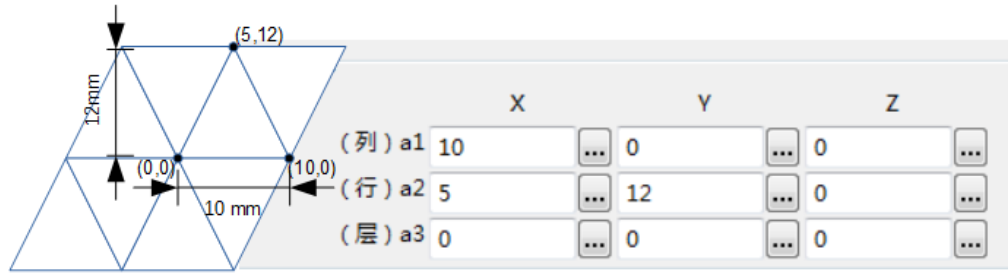 (5,12)
12mm
(0,0)
(10,0)
10 mm
X Y Z
(列) a1 10 ... 0 ... 0 ...
(行) a2 5 ... 12 ... 0 ...
(层) a3 0 ... 0 ... 0 ...